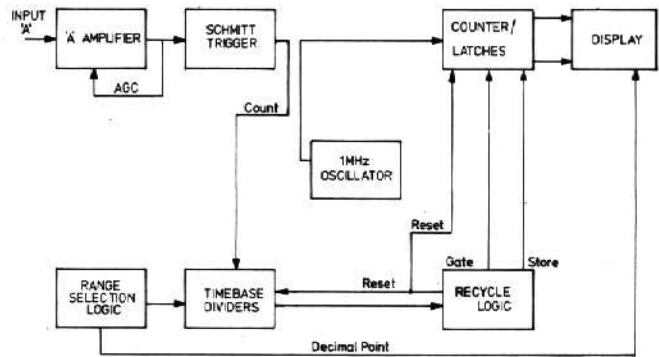 INPUT
'A'
'A' AMPLIFIER
AGC
SCHMITT
TRIGGER
COUNTER/
LATCHES
DISPLAY
Count
1MHz
OSCILLATOR
Reset
Gate
Store
RANGE
SELECTION
LOGIC
TIMEBASE
DIVIDERS
Reset
RECYCLE
LOGIC
Decimal Point